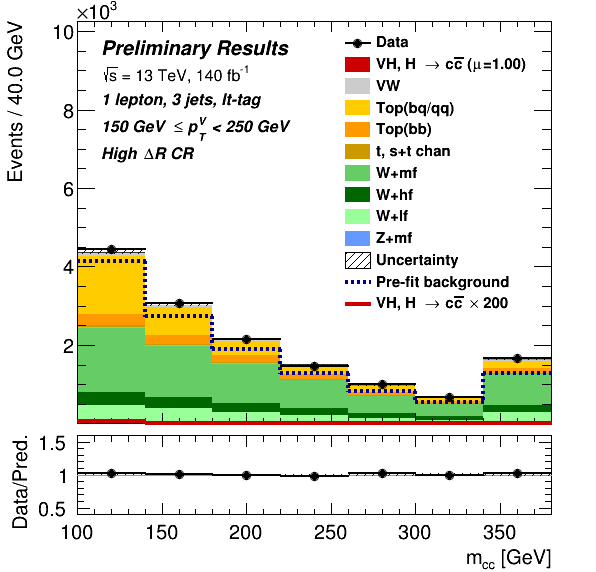 ×10³
Events / 40.0 GeV
10
8
6
4
2
Preliminary Results
√s = 13 TeV, 140 fb⁻¹
1 lepton, 3 jets, lt-tag
150 GeV ≤ p_T^V < 250 GeV
High ΔR CR
Data
VH, H → cc̅ (μ=1.00)
VW
Top(bq/qq)
Top(bb)
t, s+t chan
W+mf
W+hf
W+lf
Z+mf
Uncertainty
Pre-fit background
VH, H → cc̅ × 200
Data/Pred.
1.5
1
0.5
100 150 200 250 300 350
m_cc [GeV]